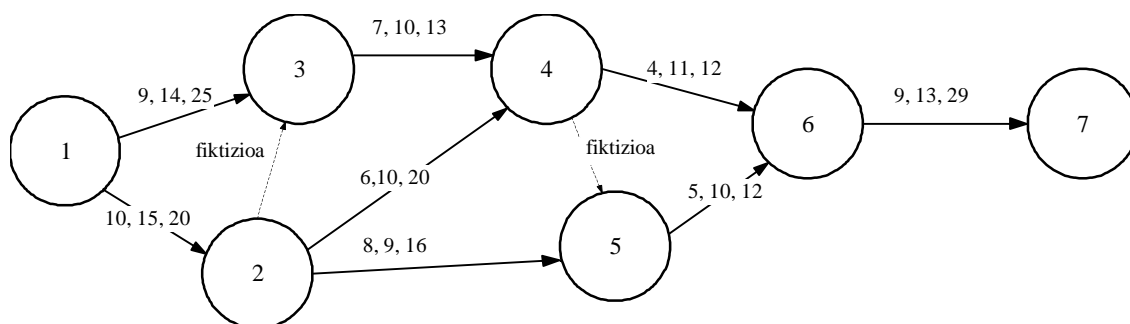 7, 10, 13
3
4
4, 11, 12
9, 14, 25
9, 13, 29
6
7
1
fiktizioa
fiktizioa
6,10, 20
5, 10, 12
10, 15, 20
8, 9, 16
5
2